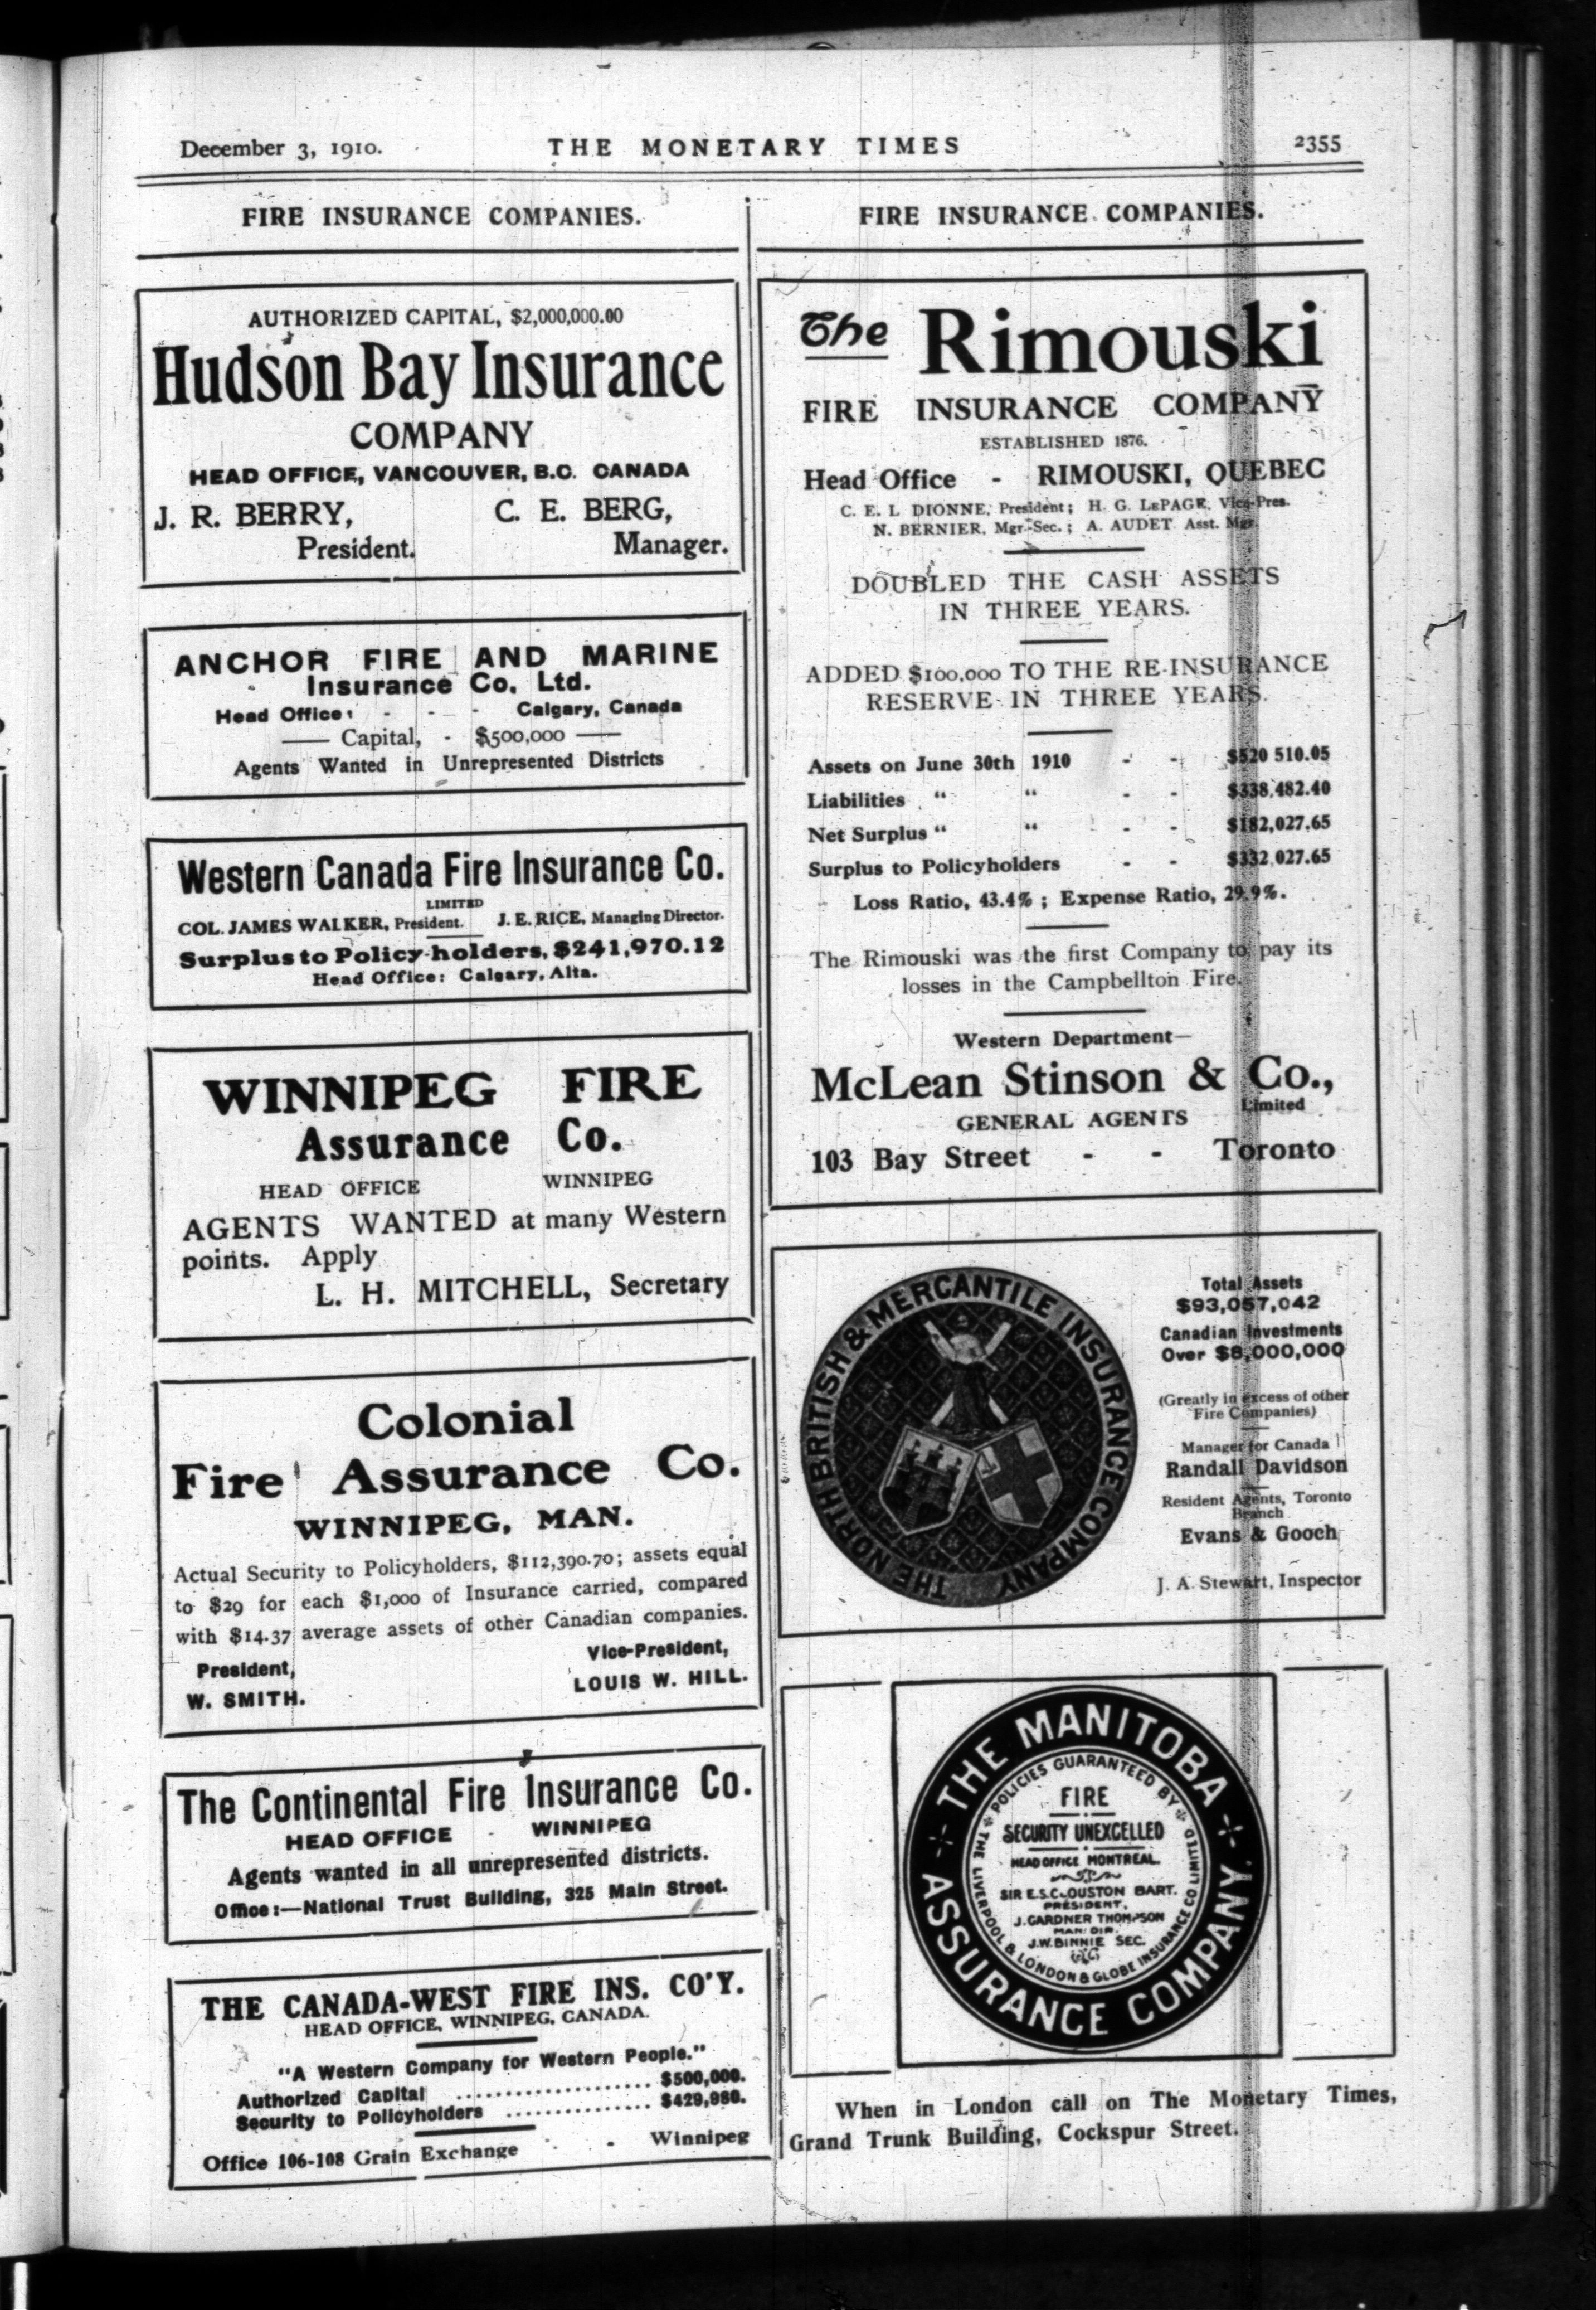 December 3, 1910.
THE MONETARY TIMES
2355
FIRE INSURANCE COMPANIES.
AUTHORIZED CAPITAL, $2,000,000.00
Hudson Bay Insurance
COMPANY
HEAD OFFICE, VANCOUVER, B.C. CANADA
J. R. BERRY, C. E. BERG,
President. Manager.
ANCHOR FIRE AND MARINE
Insurance Co. Ltd.
Head Office: - - - Calgary, Canada
Capital, - $500,000
Agents Wanted in Unrepresented Districts
Western Canada Fire Insurance Co.
LIMITED
COL. JAMES WALKER, President. J. E. RICE, Managing Director.
Surplus to Policy-holders, $241,970.12
Head Office: Calgary, Alta.
WINNIPEG FIRE
Assurance Co.
HEAD OFFICE WINNIPEG
AGENTS WANTED at many Western
points. Apply
L. H. MITCHELL, Secretary
Colonial
Fire Assurance Co.
WINNIPEG, MAN.
Actual Security to Policyholders, $112,390.70; assets equal
to $29 for each $1,000 of Insurance carried, compared
with $14.37 average assets of other Canadian companies.
President, Vice-President,
W. SMITH. LOUIS W. HILL.
The Continental Fire Insurance Co.
HEAD OFFICE - WINNIPEG
Agents wanted in all unrepresented districts.
Office:—National Trust Building, 325 Main Street.
THE CANADA-WEST FIRE INS. CO'Y.
HEAD OFFICE, WINNIPEG, CANADA.
"A Western Company for Western People."
Authorized Capital .................... $500,000.
Security to Policyholders ............... $429,980.
Office 106-108 Grain Exchange - - Winnipeg
FIRE INSURANCE COMPANIES.
The Rimouski
FIRE INSURANCE COMPANY
ESTABLISHED 1876.
Head Office - RIMOUSKI, QUEBEC
C. E. L. DIONNE, President; H. G. LEPAGE, Vice-Pres.
N. BERNIER, Mgr.-Sec.; A. AUDET Asst. Mgr.
DOUBLED THE CASH ASSETS
IN THREE YEARS.
ADDED $100,000 TO THE RE-INSURANCE
RESERVE IN THREE YEARS.
Assets on June 30th 1910 - - $520 510.05
Liabilities " " - - $338,482.40
Net Surplus " " - - $182,027.65
Surplus to Policyholders - - $332,027.65
Loss Ratio, 43.4%; Expense Ratio, 29.9%.
The Rimouski was the first Company to pay its
losses in the Campbellton Fire.
Western Department—
McLean Stinson & Co.,
Limited
GENERAL AGENTS
103 Bay Street - - Toronto
THE NORTH BRITISH & MERCANTILE INSURANCE COMPANY
Total Assets
$93,057,042
Canadian Investments
Over $8,000,000
(Greatly in excess of other
Fire Companies)
Manager for Canada
Randall Davidson
Resident Agents, Toronto
Branch
Evans & Gooch
J. A. Stewart, Inspector
THE MANITOBA
ASSURANCE COMPANY
POLICIES GUARANTEED BY
THE LIVERPOOL & LONDON & GLOBE INSURANCE CO LIMITED
FIRE
SECURITY UNEXCELLED
HEAD OFFICE MONTREAL.
SIR E.S. CLOUSTON BART.
PRESIDENT,
J. GARDNER THOMPSON
MAN: DIR.
J.W. BINNIE SEC.
When in London call on The Monetary Times,
Grand Trunk Building, Cockspur Street.